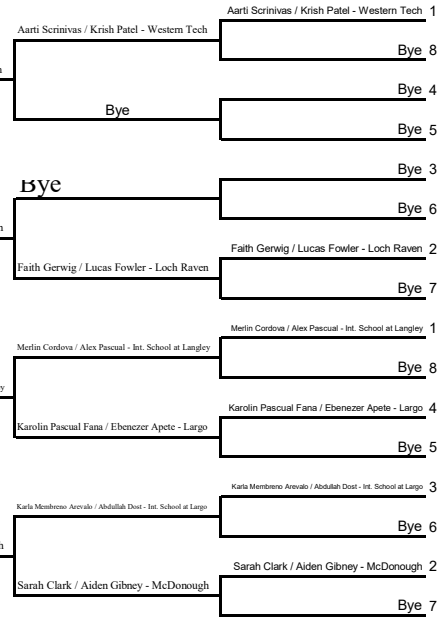 Aarti Scrinivas / Krish Patel - Western Tech 1
Aarti Scrinivas / Krish Patel - Western Tech
Bye 8
Bye 4
Bye
Bye 5
Bye 3
Bye
Bye 6
Faith Gerwig / Lucas Fowler - Loch Raven 2
Faith Gerwig / Lucas Fowler - Loch Raven
Bye 7
Merlin Cordova / Alex Pascual - Int. School at Langley 1
Merlin Cordova / Alex Pascual - Int. School at Langley
Bye 8
Karolin Pascual Fana / Ebenezer Apete - Largo 4
Karolin Pascual Fana / Ebenezer Apete - Largo
Bye 5
Karla Membreno Arevalo / Abdullah Dost - Int. School at Largo 3
Karla Membreno Arevalo / Abdullah Dost - Int. School at Largo
Bye 6
Sarah Clark / Aiden Gibney - McDonough 2
Sarah Clark / Aiden Gibney - McDonough
Bye 7